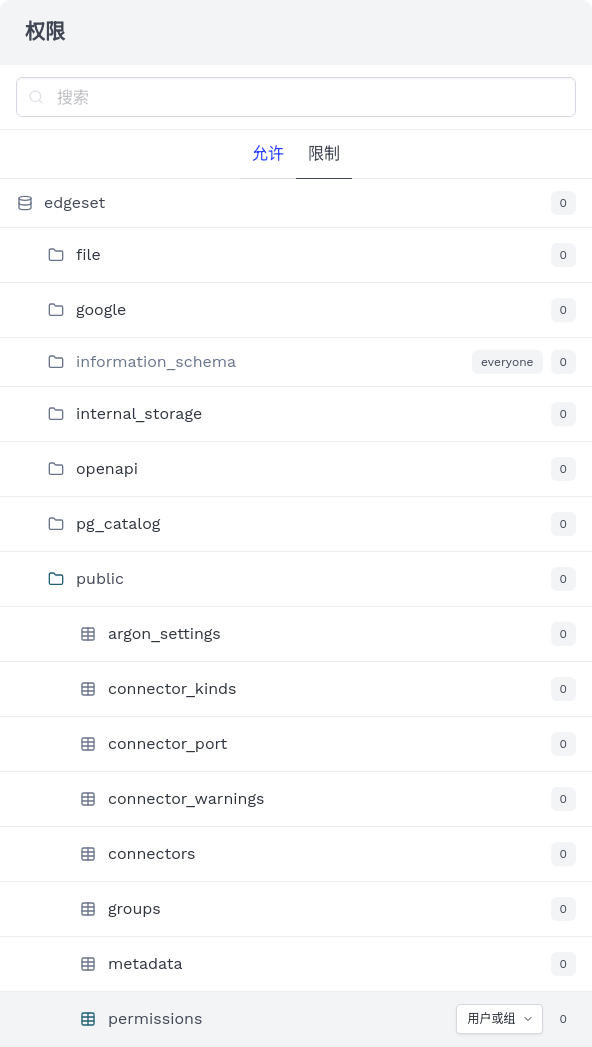 权限
搜索
允许 限制
edgeset 0
file 0
google 0
information_schema everyone 0
internal_storage 0
openapi 0
pg_catalog 0
public 0
argon_settings 0
connector_kinds 0
connector_port 0
connector_warnings 0
connectors 0
groups 0
metadata 0
permissions 用户或组 0